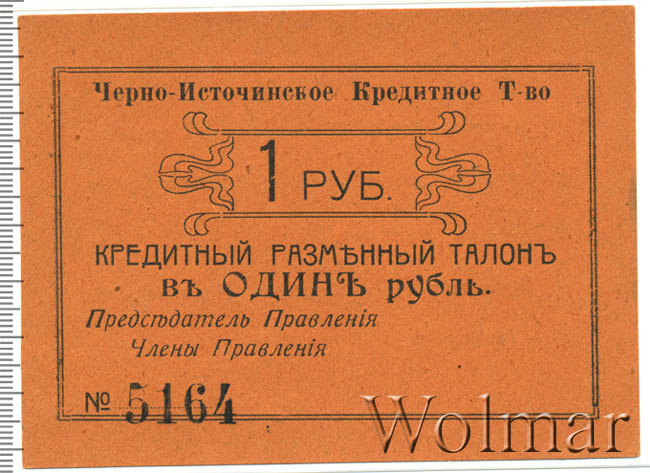 Черно-Источинское Кредитное Т-во
1 РУБ.
КРЕДИТНЫЙ РАЗМѢННЫЙ ТАЛОНЪ
въ ОДИНЪ рубль.
Предсѣдатель Правленія
Члены Правленія
№ 5164
Wolmar